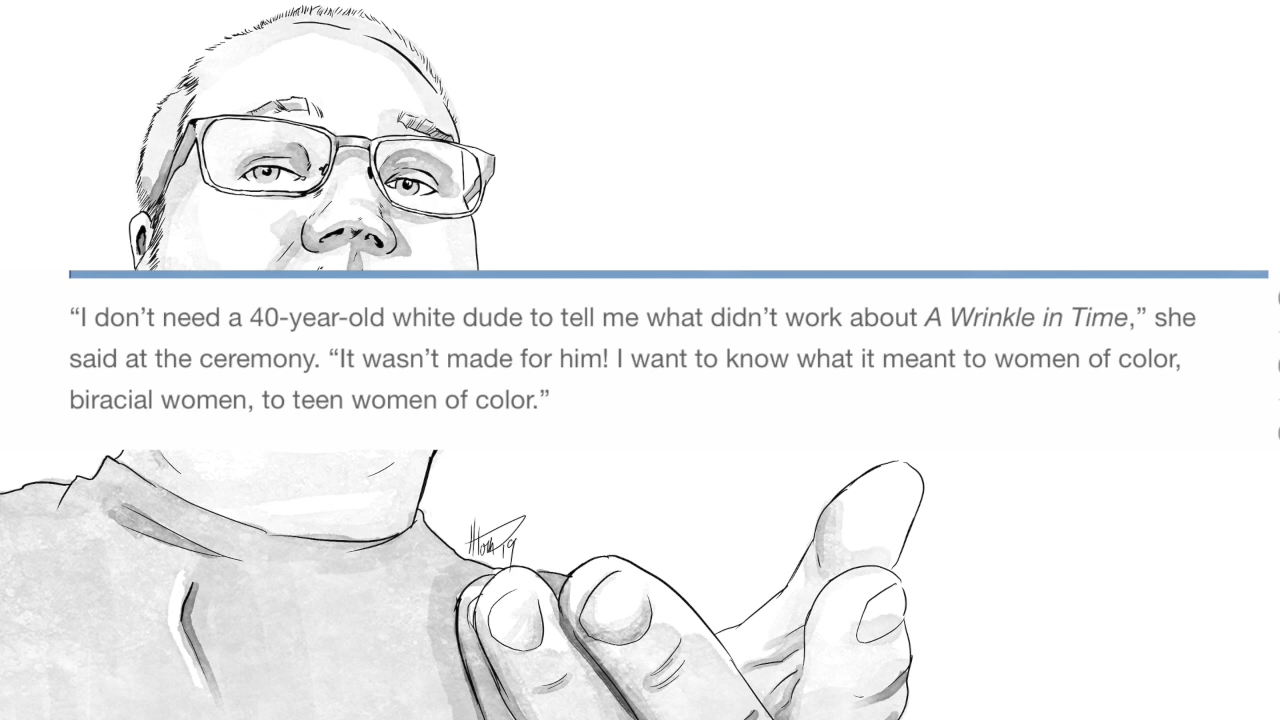 “I don’t need a 40-year-old white dude to tell me what didn’t work about A Wrinkle in Time,” she
said at the ceremony. “It wasn’t made for him! I want to know what it meant to women of color,
biracial women, to teen women of color.”